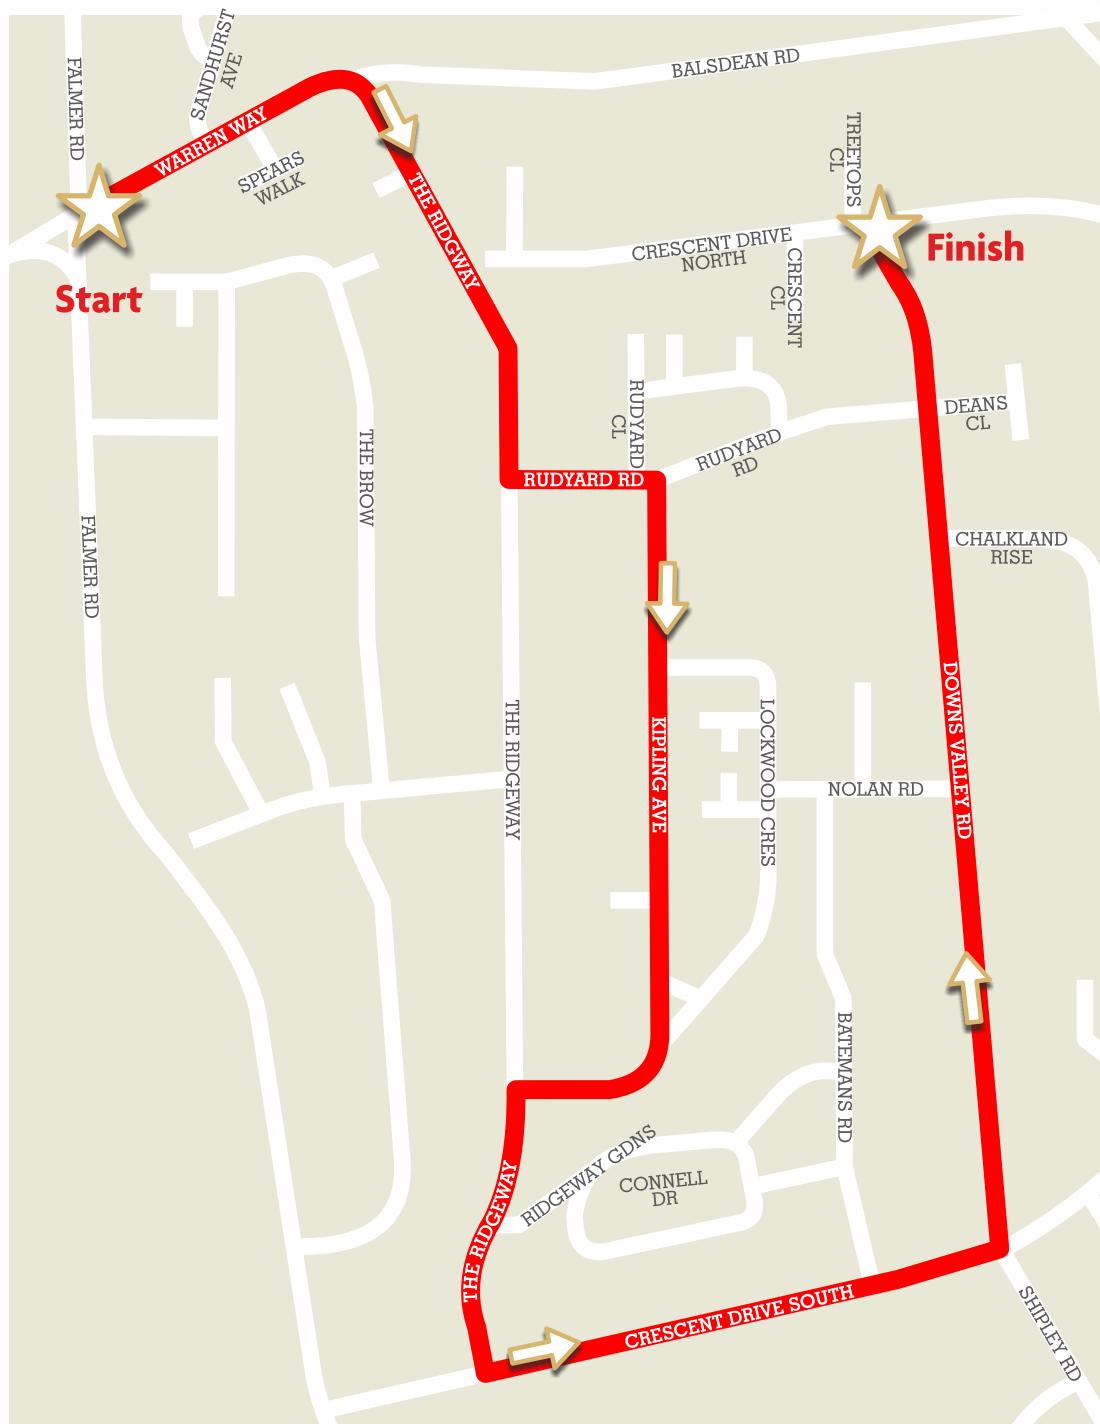 SANDHURST
AVE
FALMER RD
BALSDEAN RD
WARREN WAY
SPEARS
WALK
TREETOPS
CL
THE RIDGWAY
CRESCENT DRIVE
NORTH
Finish
Start
CRESCENT
CL
RUDYARD
CL
DEANS
CL
RUDYARD
RD
THE BROW
RUDYARD RD
FALMER RD
CHALKLAND
RISE
DOWNS VALLEY RD
THE RIDGEWAY
KIPLING AVE
LOCKWOOD CRES
NOLAN RD
BATEMANS RD
RIDGEWAY GDNS
CONNELL
DR
THE RIDGEWAY
CRESCENT DRIVE SOUTH
SHIPLEY RD